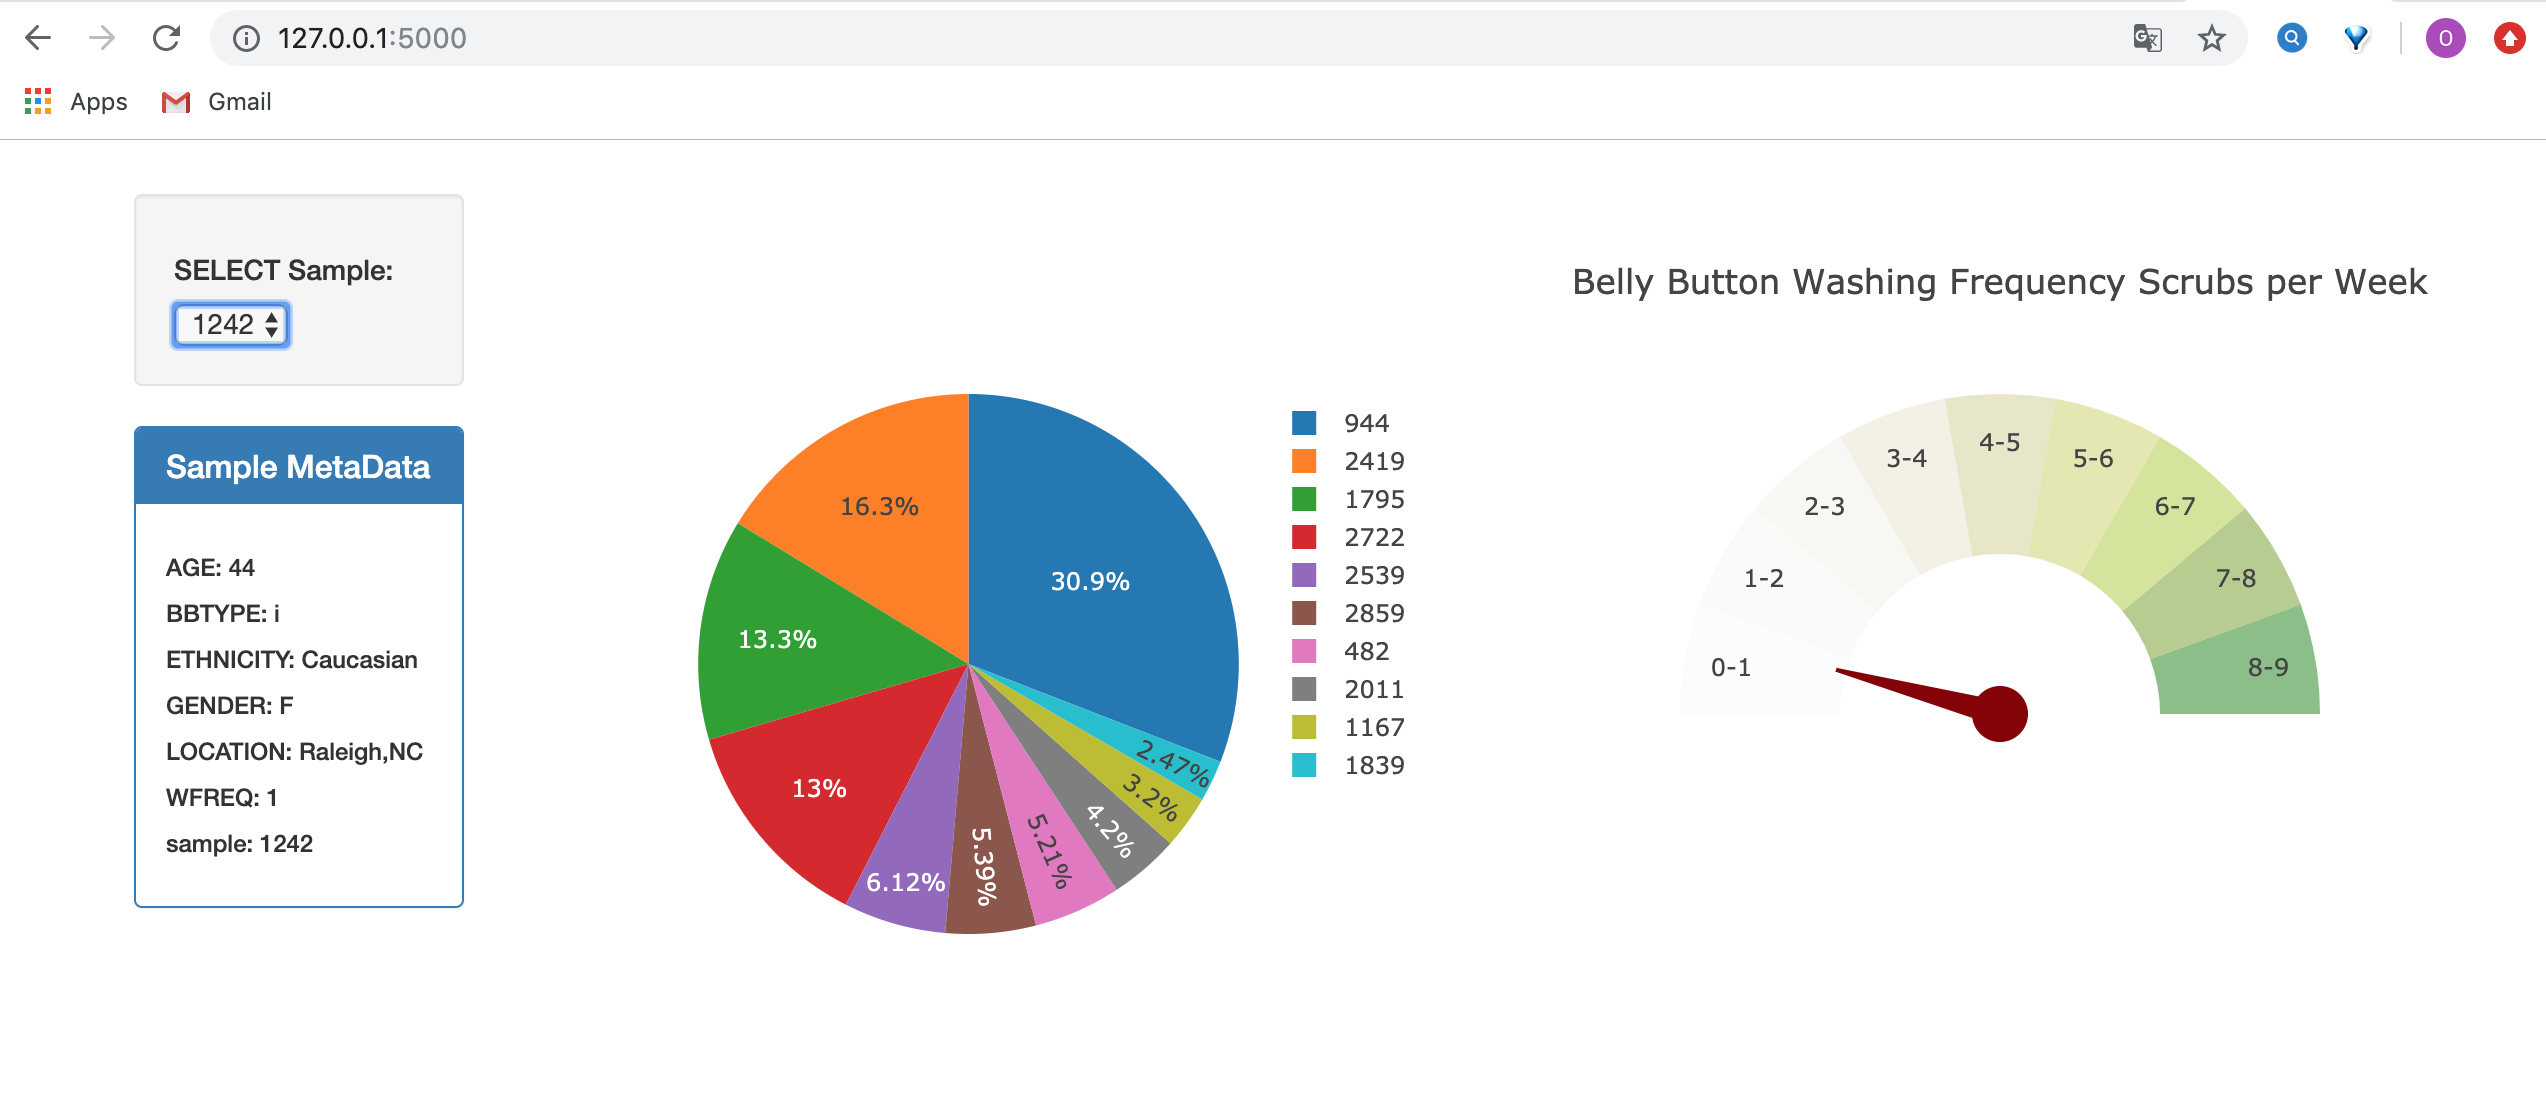 127.0.0.1:5000
Apps
Gmail
O
SELECT Sample:
1242
Sample MetaData
AGE: 44
BBTYPE: i
ETHNICITY: Caucasian
GENDER: F
LOCATION: Raleigh,NC
WFREQ: 1
sample: 1242
30.9%
16.3%
13.3%
13%
6.12%
5.39%
5.21%
4.2%
3.2%
2.47%
944
2419
1795
2722
2539
2859
482
2011
1167
1839
Belly Button Washing Frequency Scrubs per Week
0-1
1-2
2-3
3-4
4-5
5-6
6-7
7-8
8-9